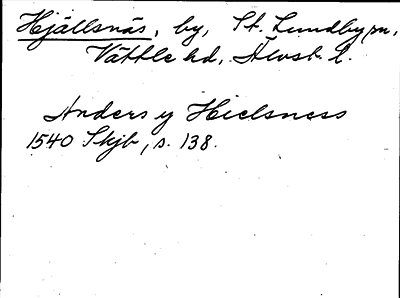 Hjällsnäs, by, St. Lundby sn,
Vättle hd, Älvsb. l.
Anders y Hielsness
1540 Skjb, s. 138.